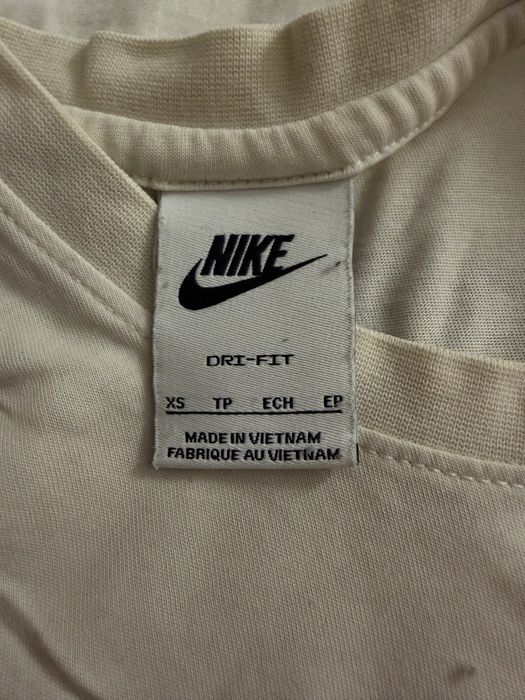 NIKE
DRI-FIT
XS TP ECH EP
MADE IN VIETNAM
FABRIQUE AU VIETNAM